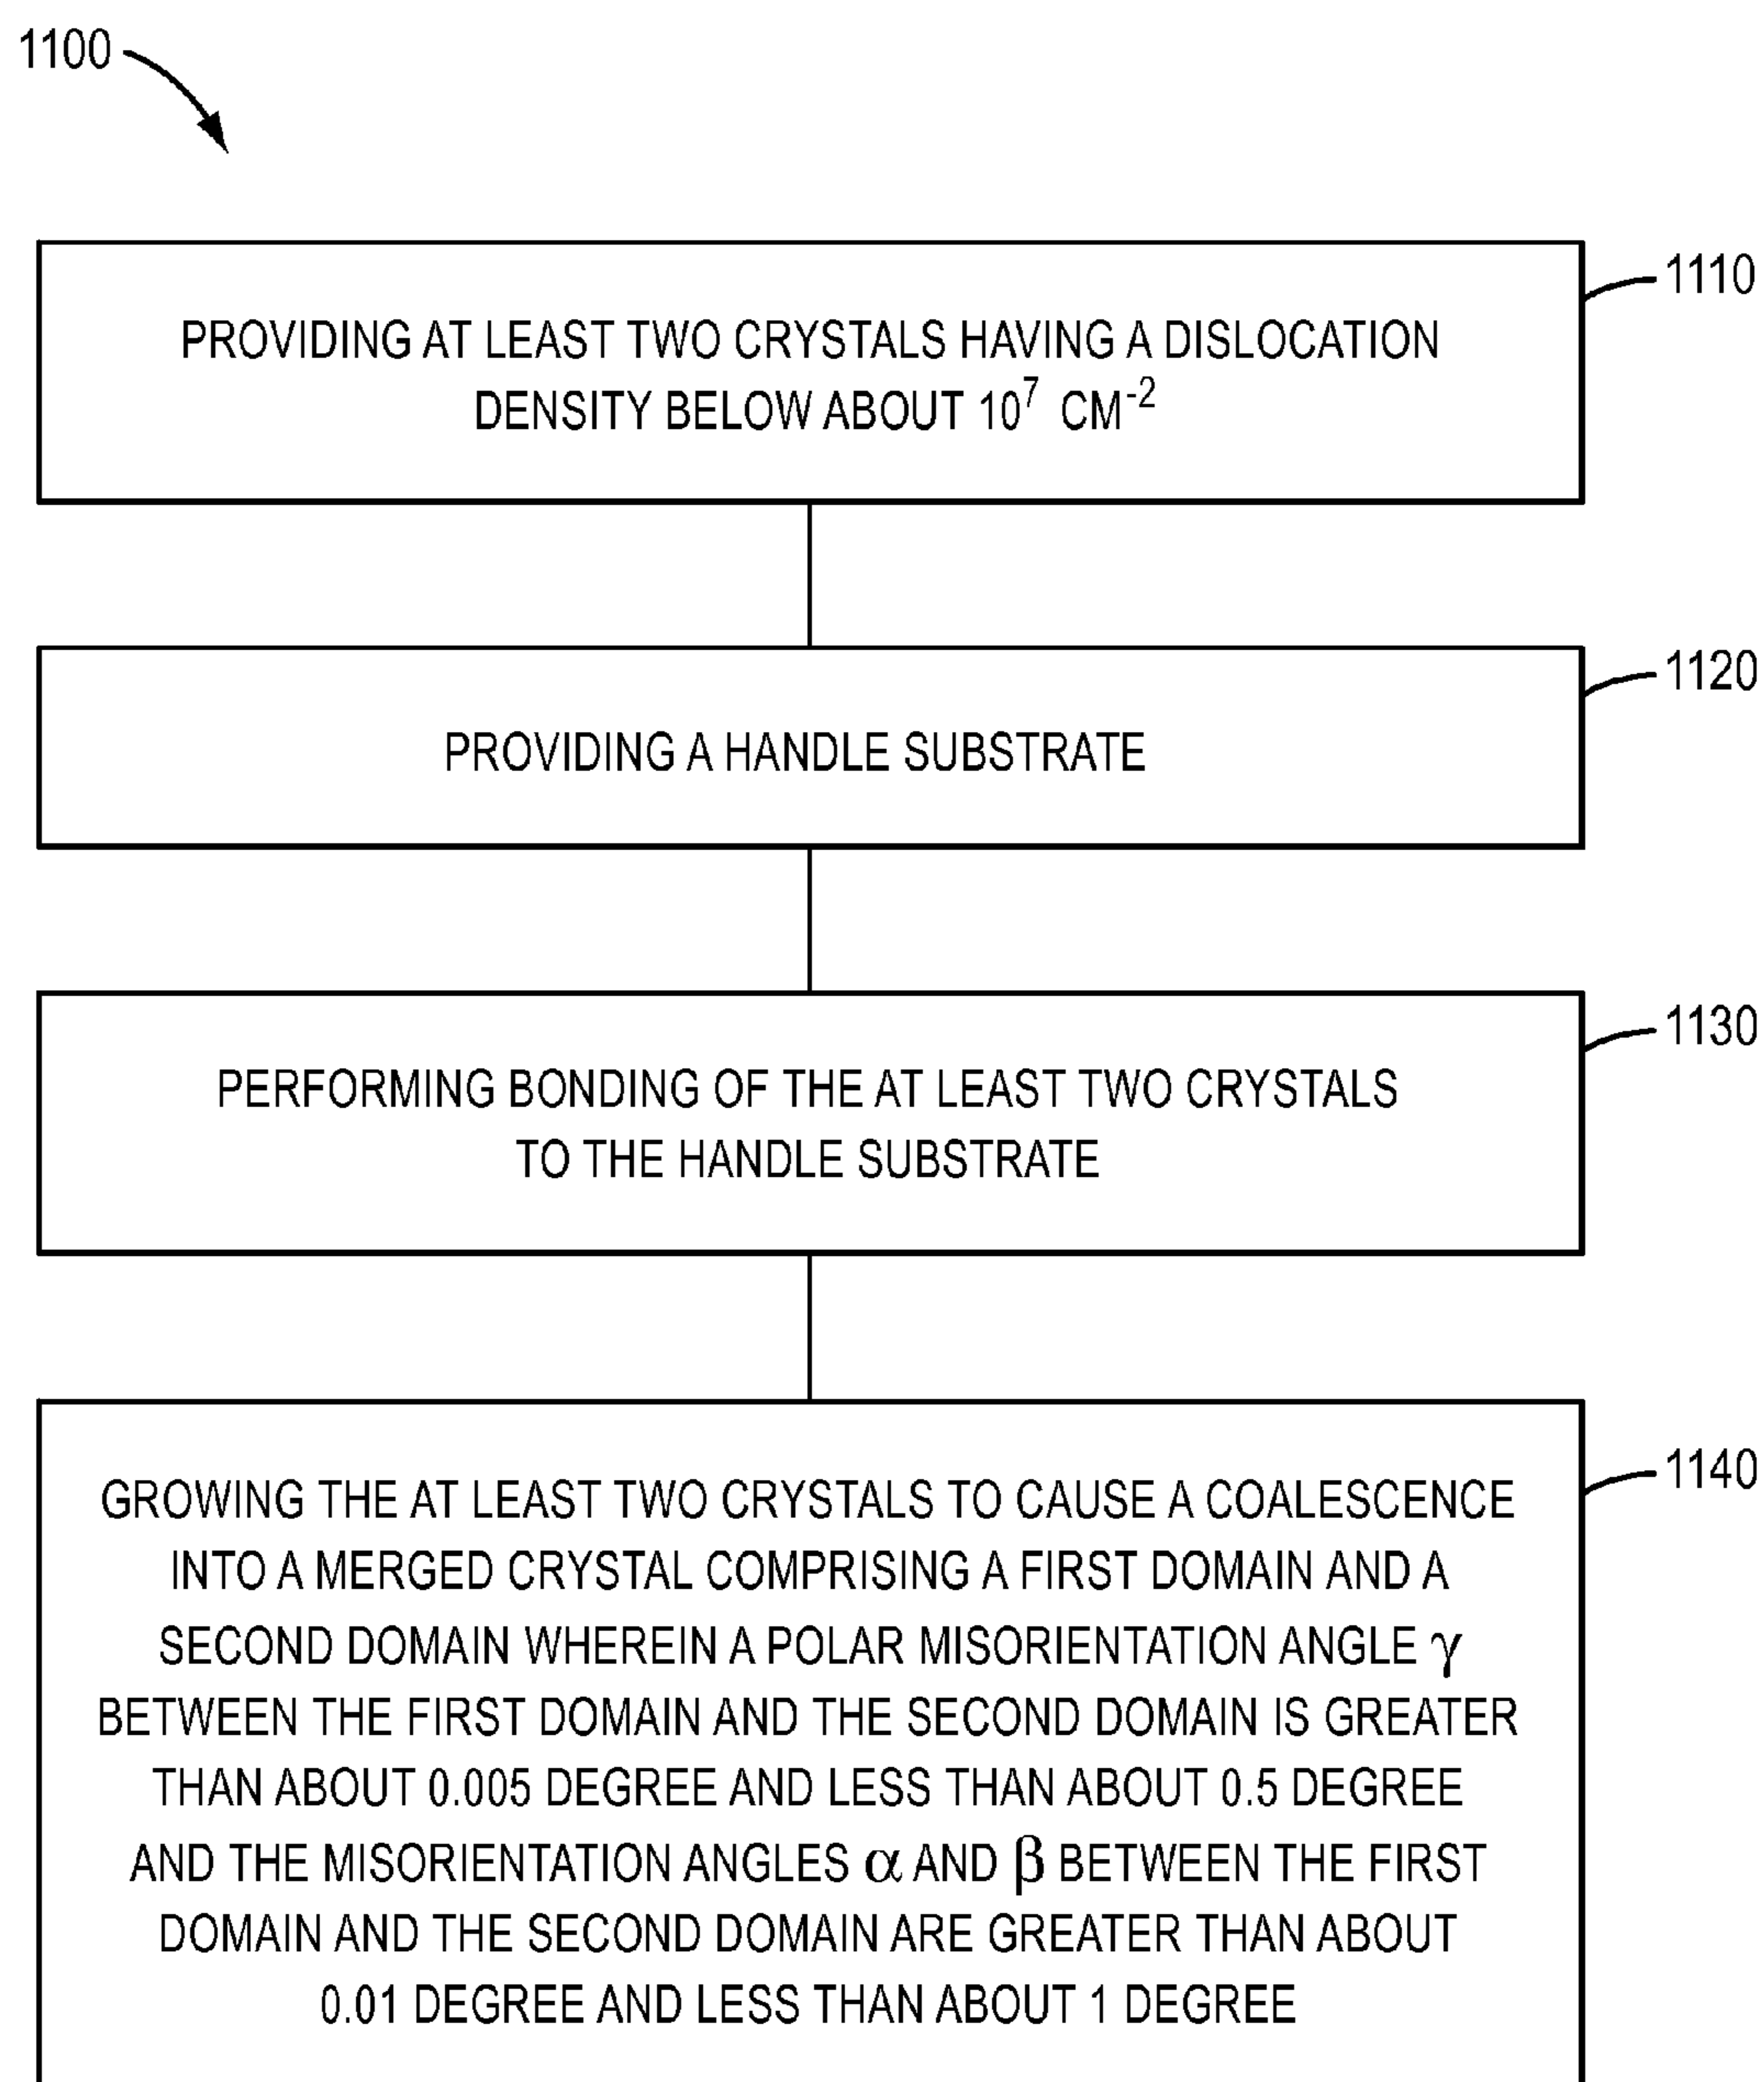 1100
1110
PROVIDING AT LEAST TWO CRYSTALS HAVING A DISLOCATION
DENSITY BELOW ABOUT 10⁷ CM⁻²
1120
PROVIDING A HANDLE SUBSTRATE
1130
PERFORMING BONDING OF THE AT LEAST TWO CRYSTALS
TO THE HANDLE SUBSTRATE
1140
GROWING THE AT LEAST TWO CRYSTALS TO CAUSE A COALESCENCE
INTO A MERGED CRYSTAL COMPRISING A FIRST DOMAIN AND A
SECOND DOMAIN WHEREIN A POLAR MISORIENTATION ANGLE γ
BETWEEN THE FIRST DOMAIN AND THE SECOND DOMAIN IS GREATER
THAN ABOUT 0.005 DEGREE AND LESS THAN ABOUT 0.5 DEGREE
AND THE MISORIENTATION ANGLES α AND β BETWEEN THE FIRST
DOMAIN AND THE SECOND DOMAIN ARE GREATER THAN ABOUT
0.01 DEGREE AND LESS THAN ABOUT 1 DEGREE